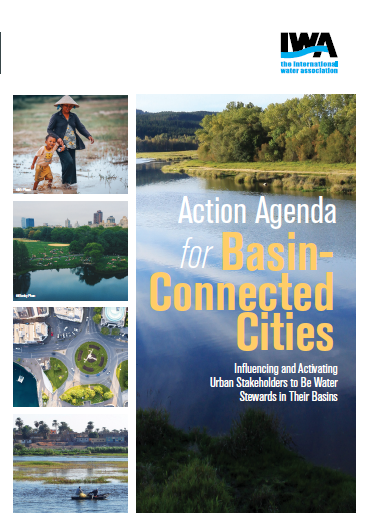 IWA
the international
water association
Action Agenda
for Basin-
Connected
Cities
Influencing and Activating
Urban Stakeholders to Be Water
Stewards in Their Basins